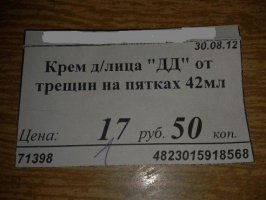 30.08.12
Крем д/лица "ДД" от
трещин на пятках 42мл
Цена: 17 руб. 50 коп.
71398 4823015918568